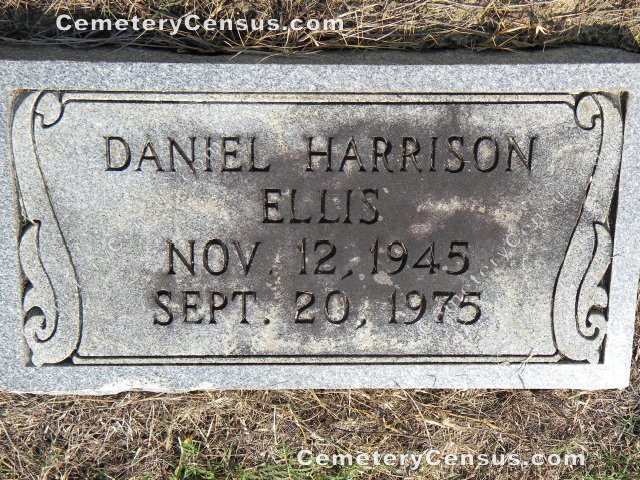 CemeteryCensus.com
DANIEL HARRISON
ELLIS
NOV. 12, 1945
SEPT. 20, 1975
CemeteryCensus.com